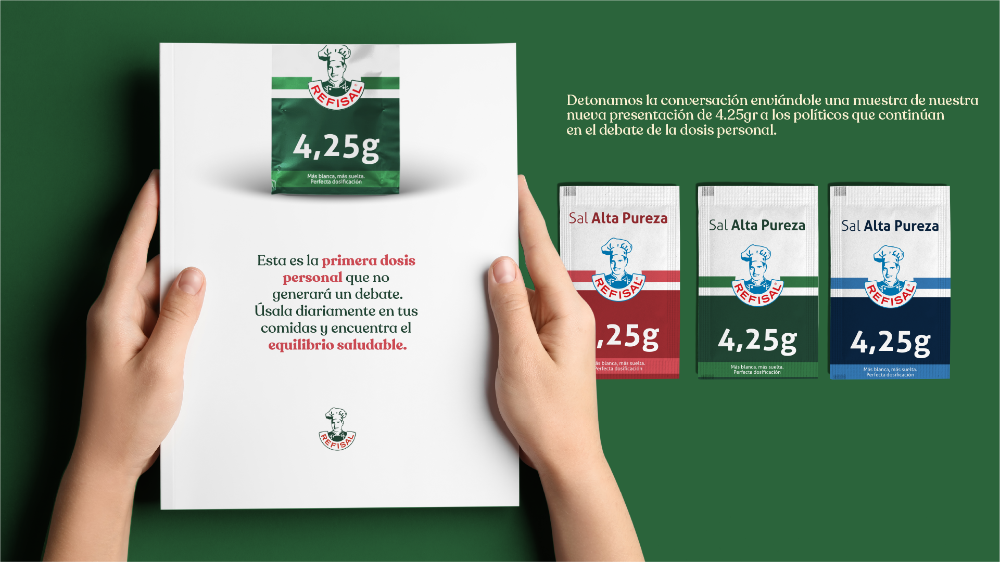 REFISAL
4,25g
Más blanca, más suelta.
Perfecta dosificación
Esta es la primera dosis
personal que no
generará un debate.
Úsala diariamente en tus
comidas y encuentra el
equilibrio saludable.
REFISAL
Detonamos la conversación enviándole una muestra de nuestra
nueva presentación de 4.25gr a los políticos que continúan
en el debate de la dosis personal.
Sal Alta Pureza
REFISAL
,25g
ás blanca, más suelta.
Perfecta dosificación
Sal Alta Pureza
REFISAL
4,25g
Más blanca, más suelta.
Perfecta dosificación
Sal Alta Pureza
REFISAL
4,25g
Más blanca, más suelta.
Perfecta dosificación